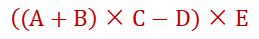 ((A + B) × C − D) × E